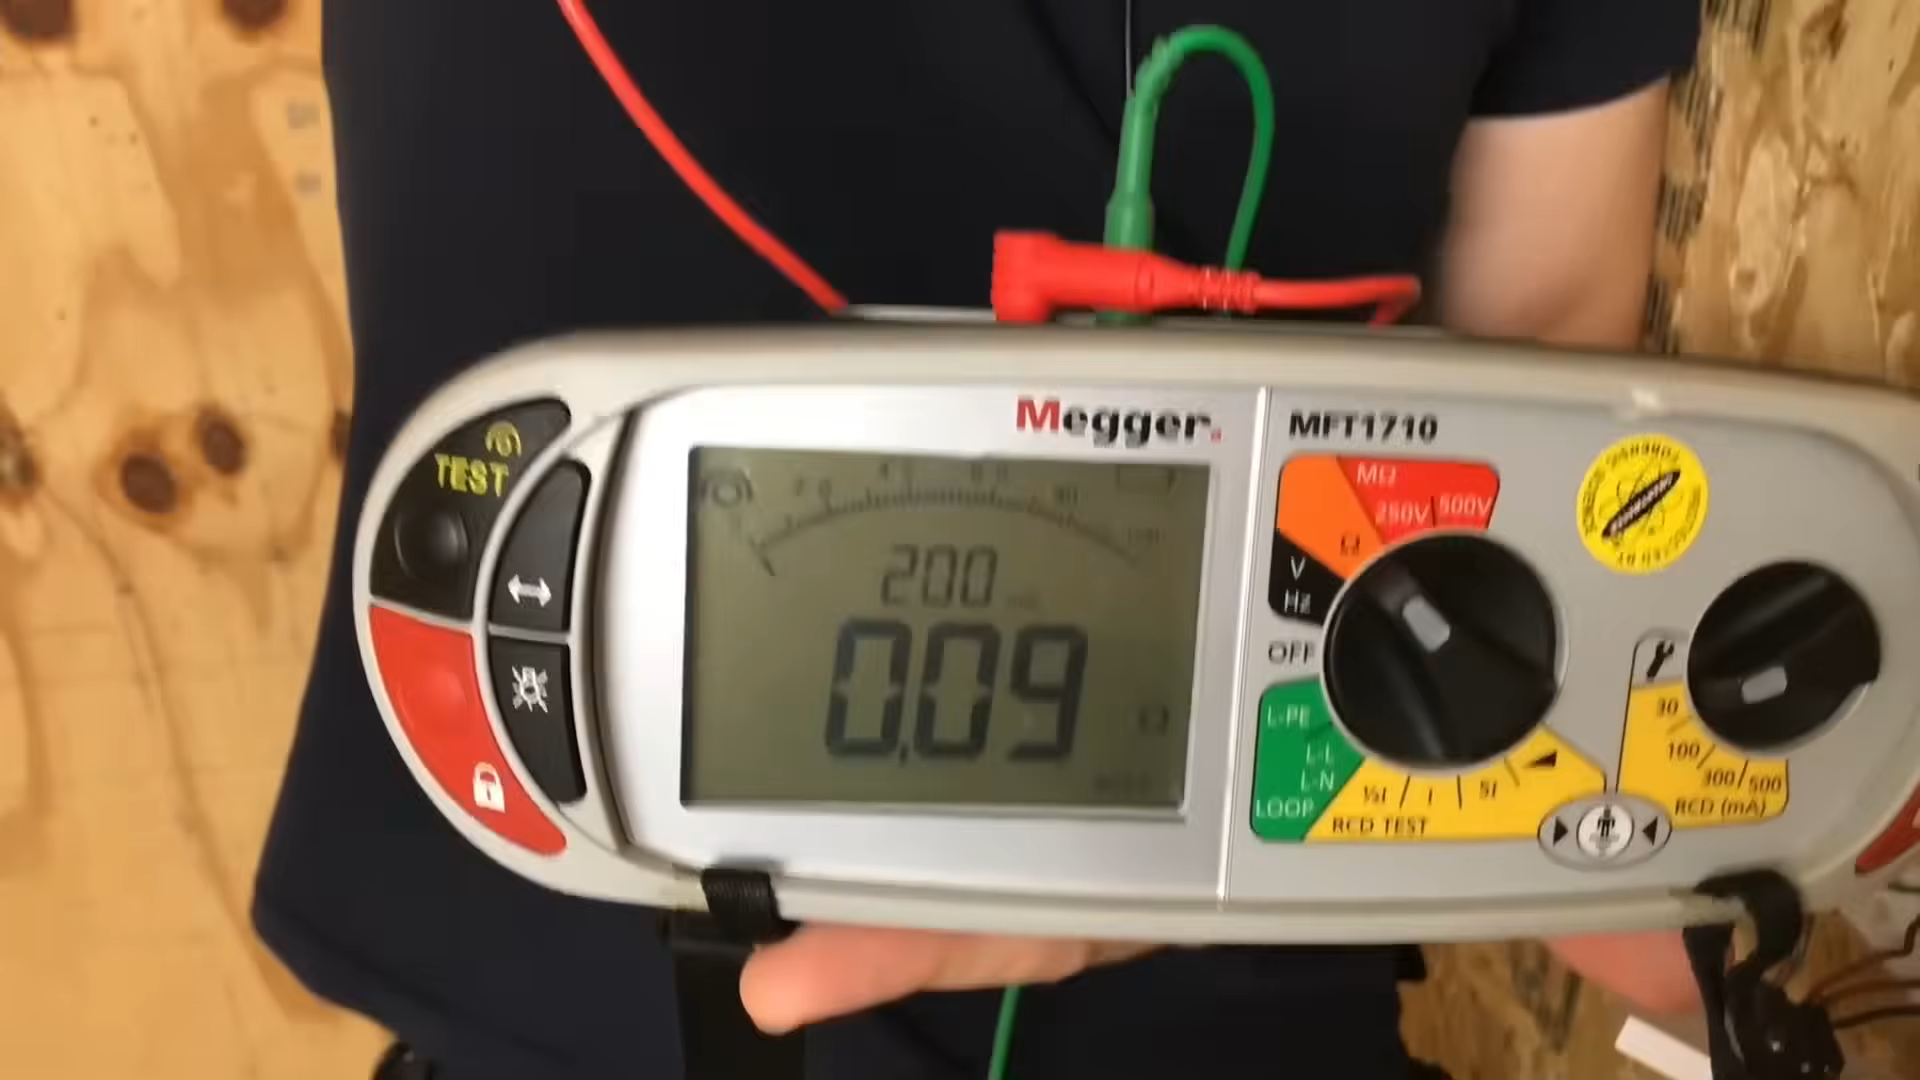 Megger.
MFT1710
TEST
MΩ
250V 500V
Ω
V
Hz
OFF
L-PE
L-L
L-N
LOOP
½I I 5I
RCD TEST
30
100
300/500
RCD (mA)
200
0.09
Ω